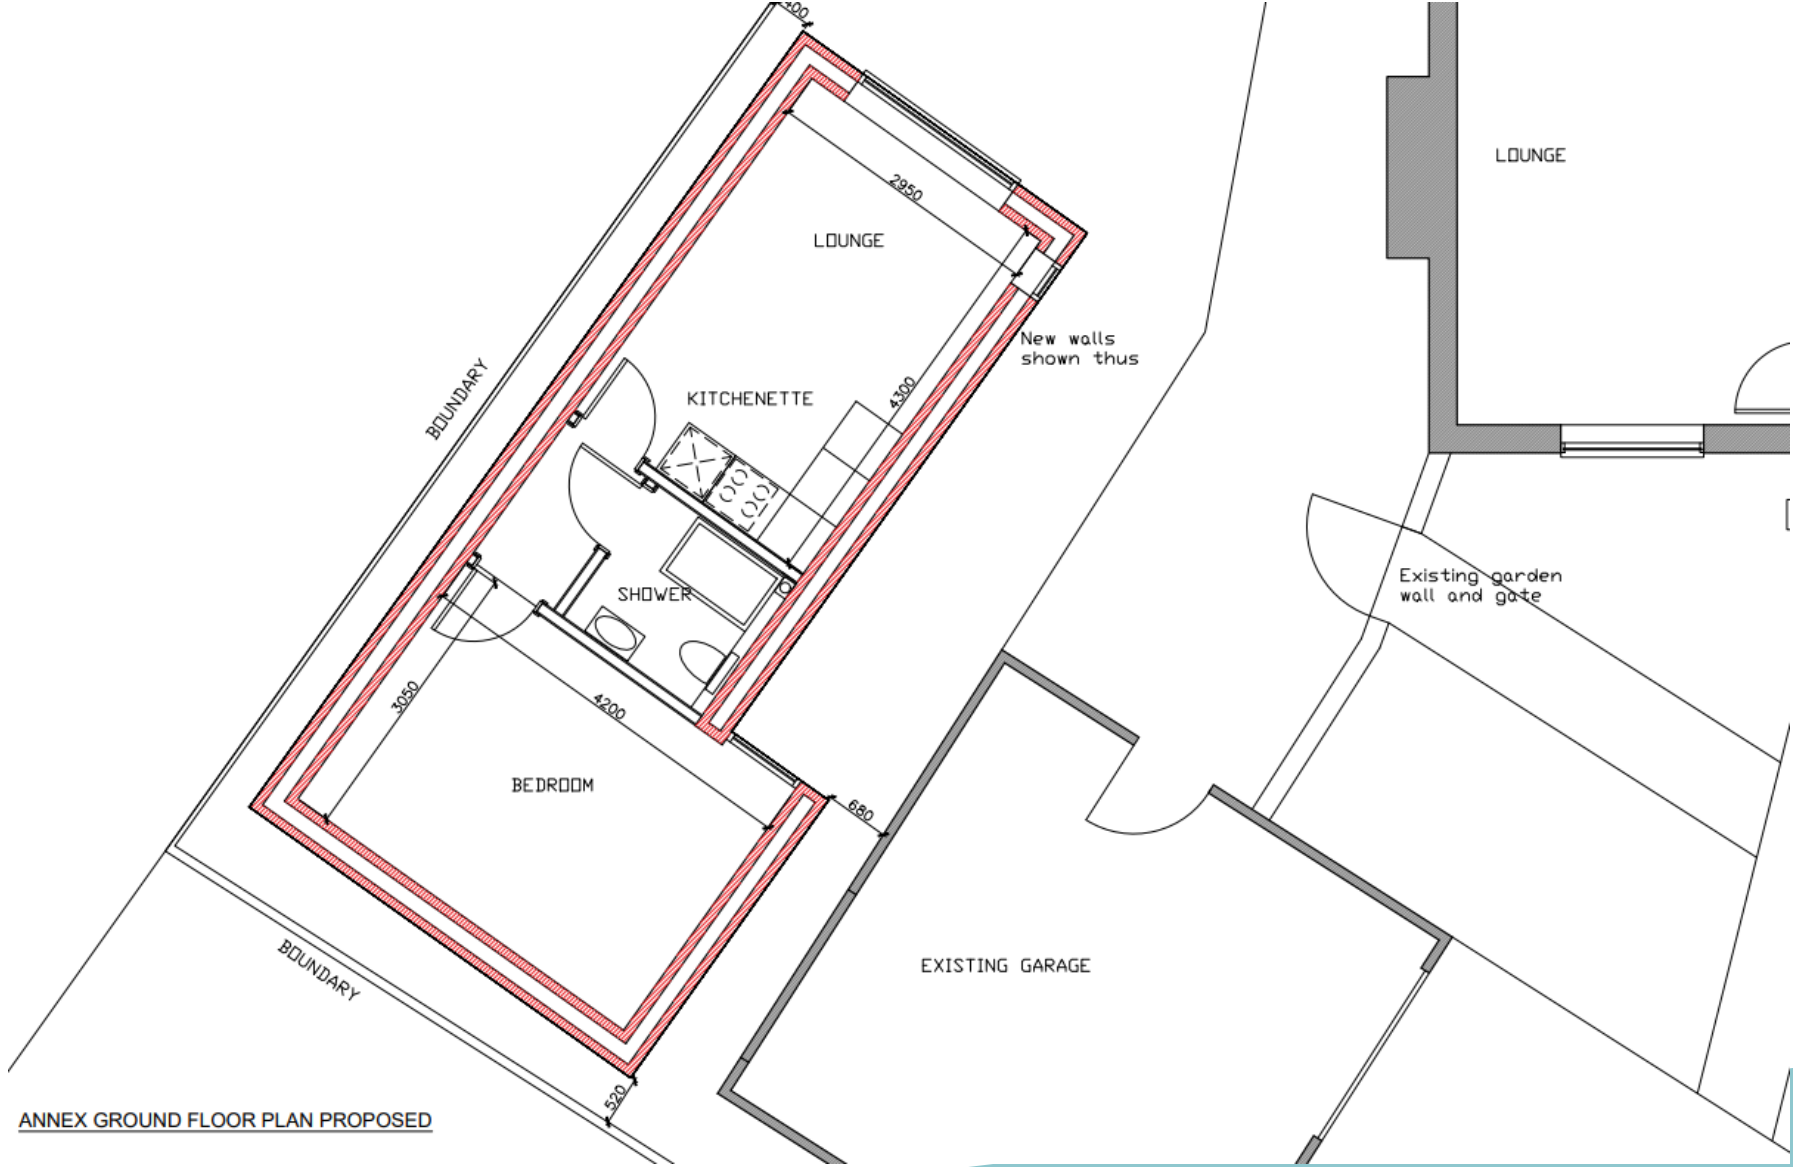 400
LOUNGE
2950
LOUNGE
New walls
shown thus
BOUNDARY
KITCHENETTE
4300
Existing garden
wall and gate
SHOWER
3050
4200
BEDROOM
680
EXISTING GARAGE
BOUNDARY
520
ANNEX GROUND FLOOR PLAN PROPOSED